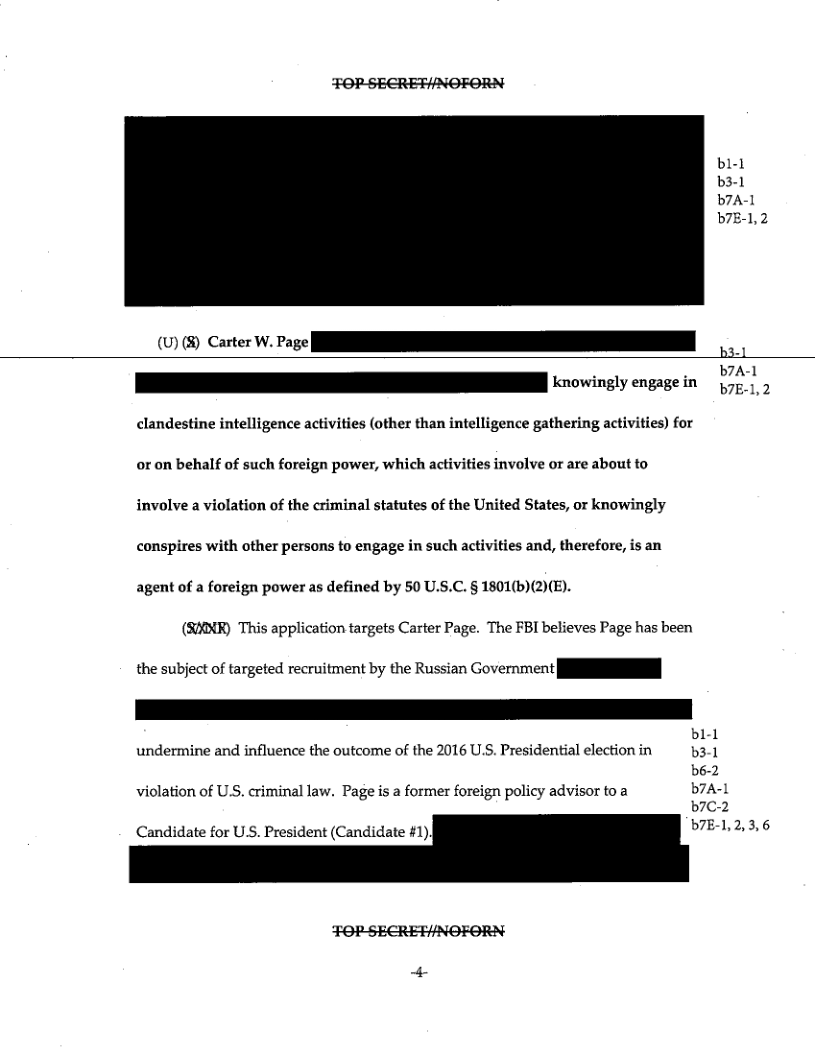 TOP SECRET//NOFORN
b1-1
b3-1
b7A-1
b7E-1, 2
(U) (S) Carter W. Page
b3-1
b7A-1
knowingly engage in
b7E-1, 2
clandestine intelligence activities (other than intelligence gathering activities) for
or on behalf of such foreign power, which activities involve or are about to
involve a violation of the criminal statutes of the United States, or knowingly
conspires with other persons to engage in such activities and, therefore, is an
agent of a foreign power as defined by 50 U.S.C. § 1801(b)(2)(E).
This application targets Carter Page. The FBI believes Page has been
the subject of targeted recruitment by the Russian Government
undermine and influence the outcome of the 2016 U.S. Presidential election in
violation of U.S. criminal law. Page is a former foreign policy advisor to a
Candidate for U.S. President (Candidate #1).
b1-1
b3-1
b6-2
b7A-1
b7C-2
b7E-1, 2, 3, 6
TOP SECRET//NOFORN
-4-